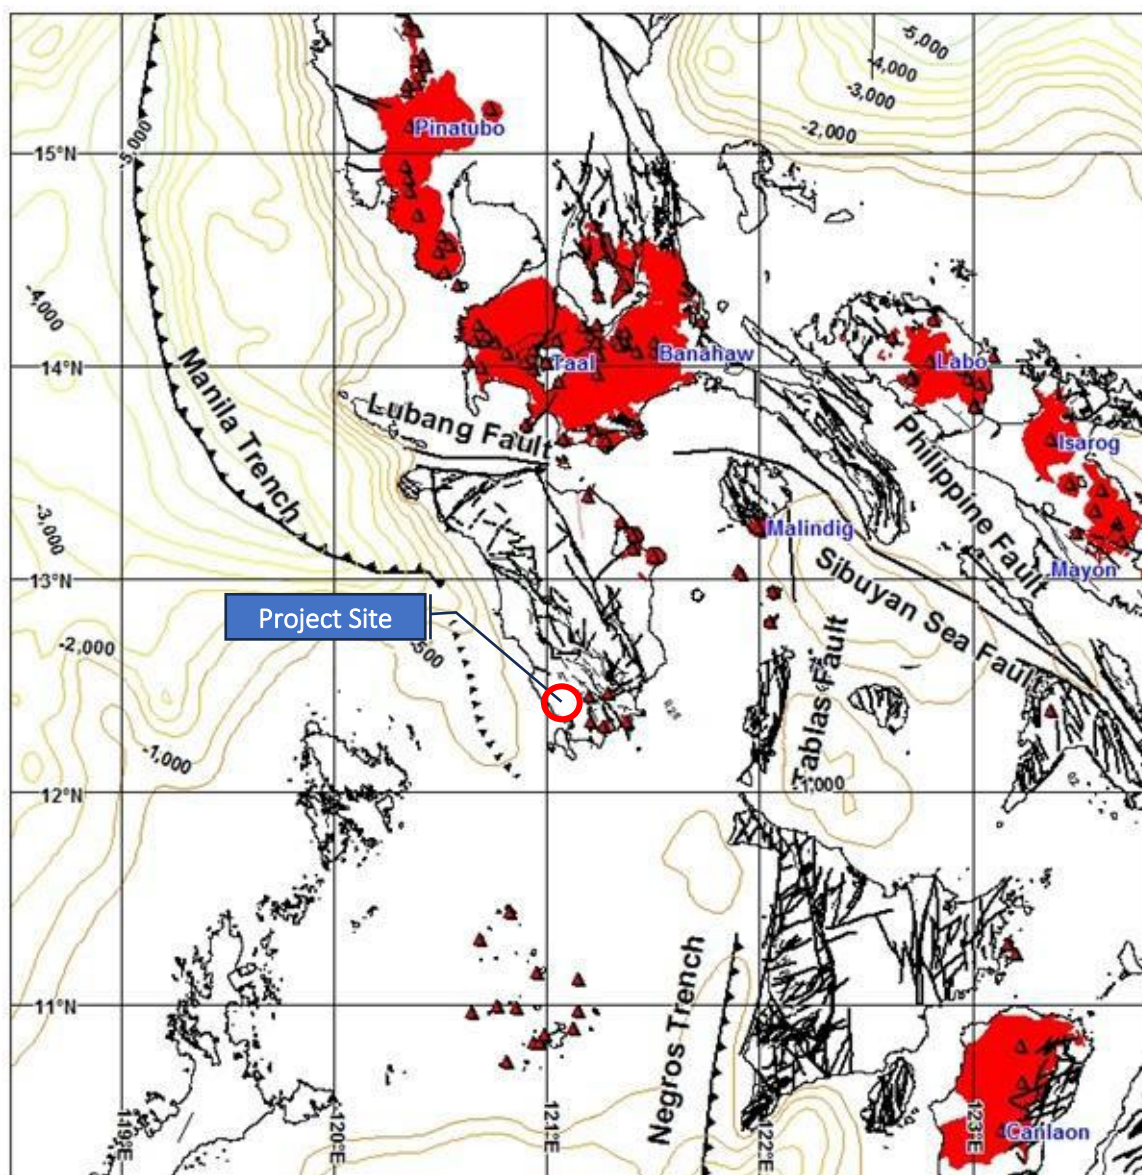 -5,000
-4,000
-3,000
-2,000
Pinatubo
-5,000
15°N
-4,000
14°N
Taal
Banahaw
Labo
Manila Trench
Lubang Fault
Philippine Fault
Isarog
-3,000
Malindig
13°N
Mayon
Sibuyan Sea Fault
Project Site
-2,000
-500
Tablas Fault
-1,000
-1,000
12°N
Negros Trench
11°N
119°E
120°E
121°E
122°E
123°E
Canlaon